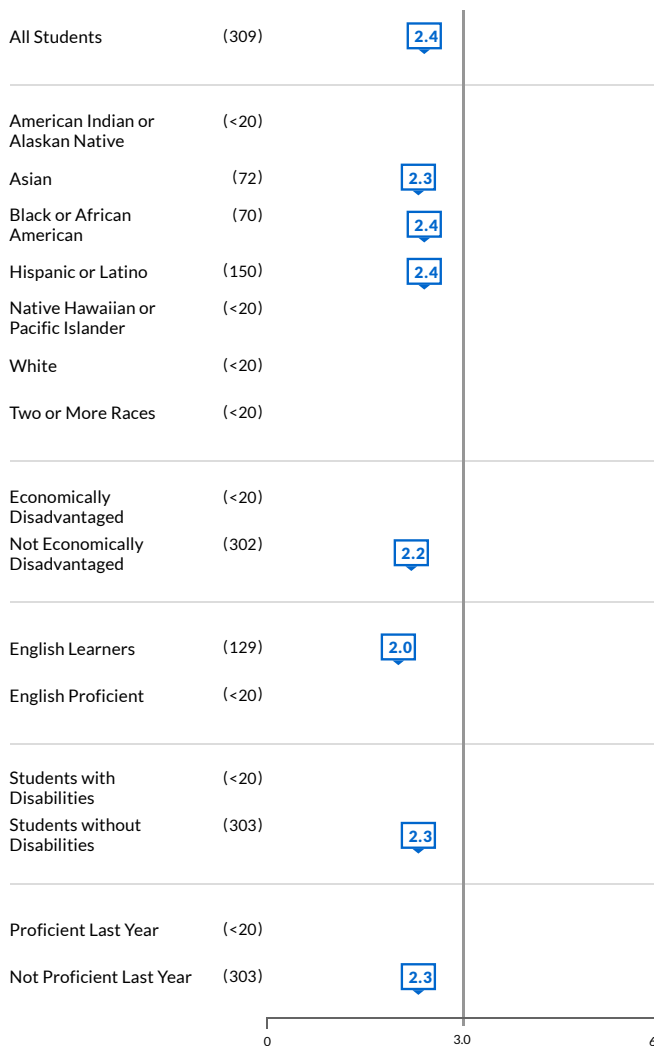 All Students (309) 2.4
American Indian or (<20)
Alaskan Native
Asian (72) 2.3
Black or African (70) 2.4
American
Hispanic or Latino (150) 2.4
Native Hawaiian or (<20)
Pacific Islander
White (<20)
Two or More Races (<20)
Economically (<20)
Disadvantaged
Not Economically (302) 2.2
Disadvantaged
English Learners (129) 2.0
English Proficient (<20)
Students with (<20)
Disabilities
Students without (303) 2.3
Disabilities
Proficient Last Year (<20)
Not Proficient Last Year (303) 2.3
0 3.0